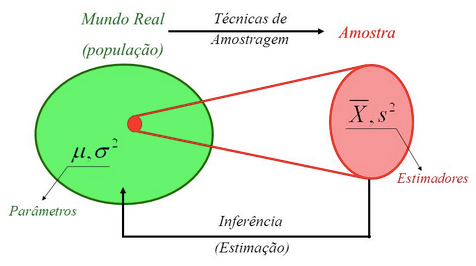 Mundo Real
(população)
Técnicas de
Amostragem
Amostra
μ, σ²
X̅, s²
Parâmetros
Estimadores
Inferência
(Estimação)